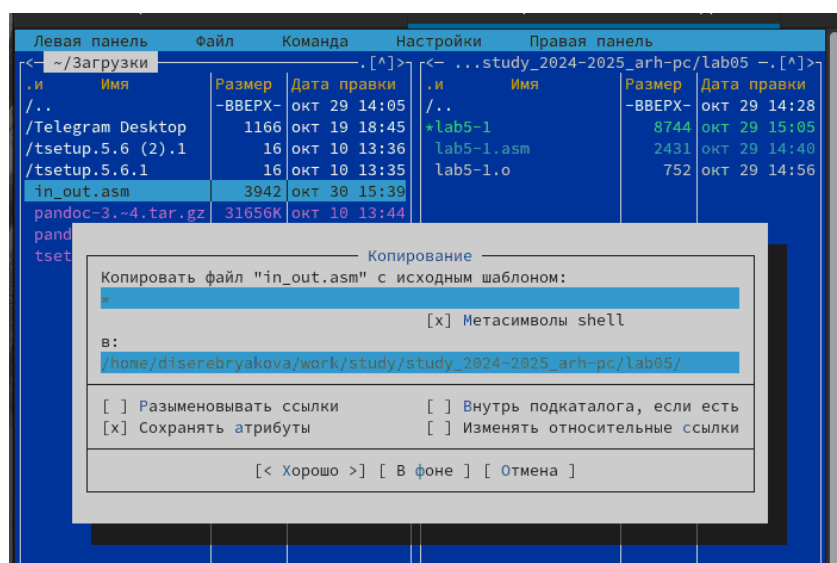 Левая панель Файл Команда Настройки Правая панель
<— ~/Загрузки .[^]> <— ...study_2024-2025_arh-pc/lab05 —.[^]>
.и Имя Размер Дата правки .и Имя Размер Дата правки
/.. -ВВЕРХ- окт 29 14:05 /.. -ВВЕРХ- окт 29 14:28
/Telegram Desktop 1166 окт 19 18:45 *lab5-1 8744 окт 29 15:05
/tsetup.5.6 (2).1 16 окт 10 13:36 lab5-1.asm 2431 окт 29 14:40
/tsetup.5.6.1 16 окт 10 13:35 lab5-1.o 752 окт 29 14:56
in_out.asm 3942 окт 30 15:39
pandoc-3.~4.tar.gz 31656K окт 10 13:44
pand
tset
Копирование
Копировать файл "in_out.asm" с исходным шаблоном:
*
[x] Метасимволы shell
в:
/home/diserebryakova/work/study/study_2024-2025_arh-pc/lab05/
[ ] Разыменовывать ссылки [ ] Внутрь подкаталога, если есть
[x] Сохранять атрибуты [ ] Изменять относительные ссылки
[< Хорошо >] [ В фоне ] [ Отмена ]